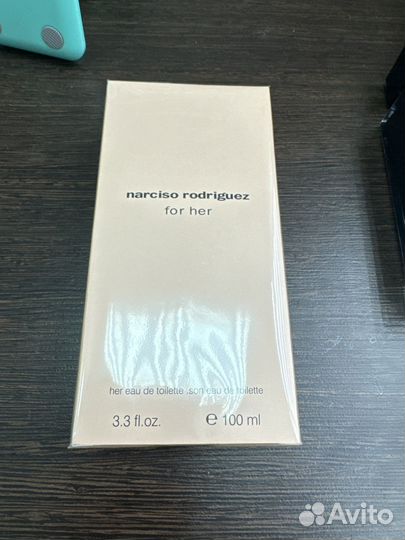 narciso rodriguez
for her
her eau de toilette .son eau de toilette
3.3 fl.oz. e 100 ml
Avito